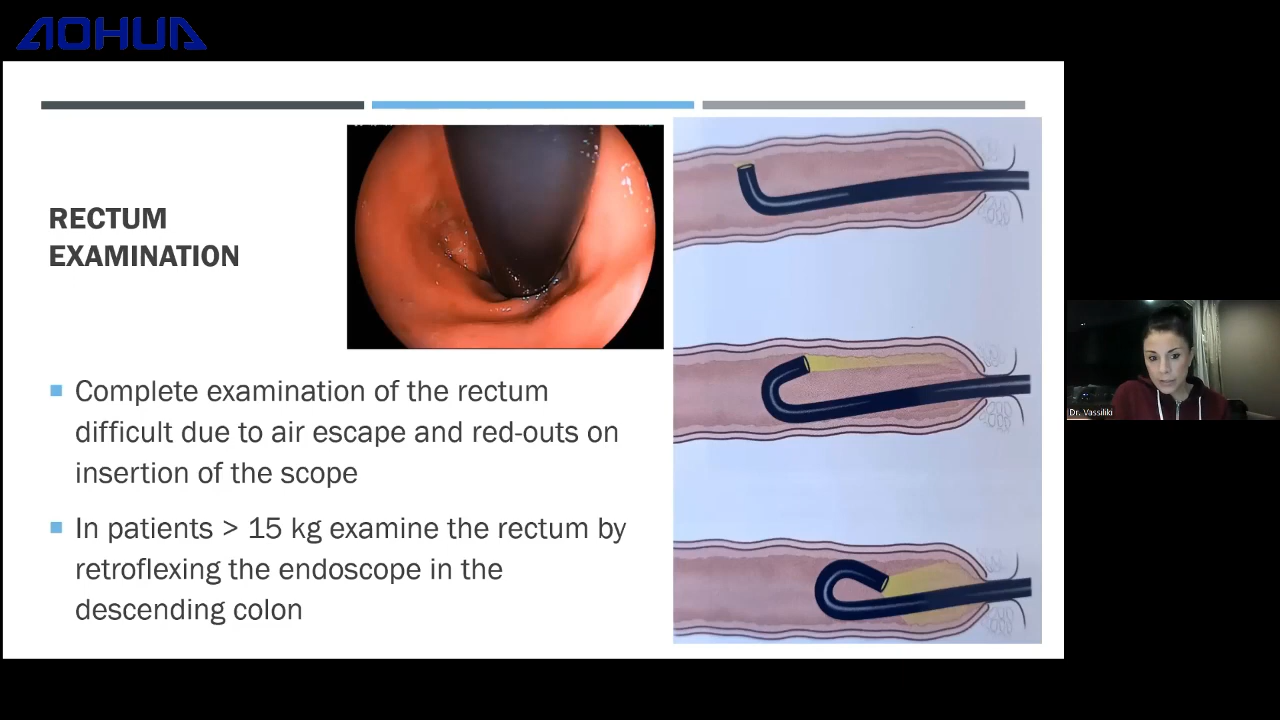 AOHUA
RECTUM
EXAMINATION
Complete examination of the rectum
difficult due to air escape and red-outs on
insertion of the scope
In patients > 15 kg examine the rectum by
retroflexing the endoscope in the
descending colon
Dr. Vassiliki